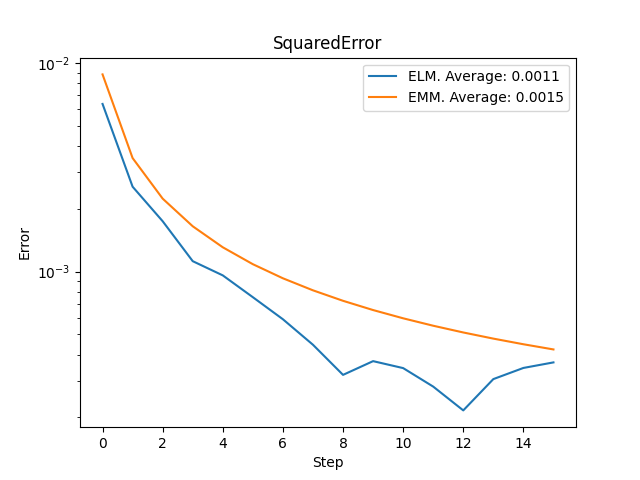 SquaredError
ELM. Average: 0.0011
EMM. Average: 0.0015
Error
10⁻²
10⁻³
0 2 4 6 8 10 12 14
Step